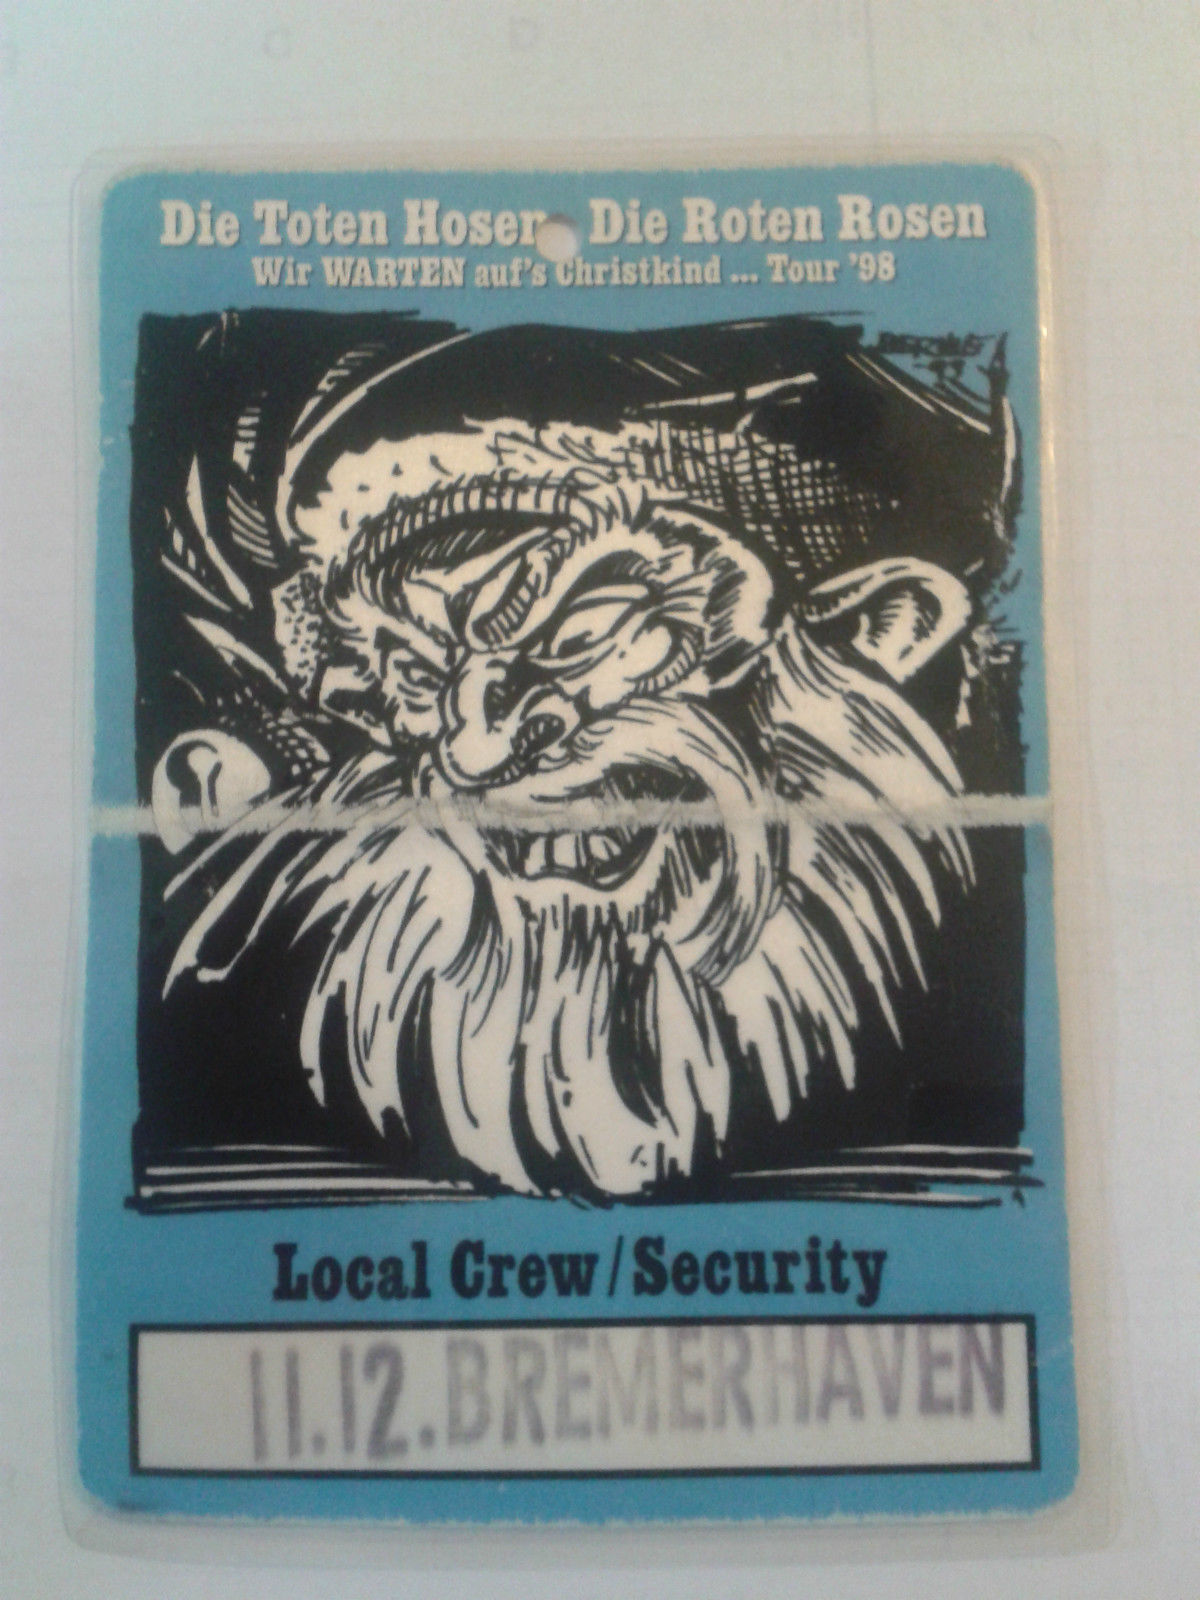 Die Toten Hosen Die Roten Rosen
Wir WARTEN auf's Christkind ... Tour '98
Local Crew/Security
11.12.BREMERHAVEN